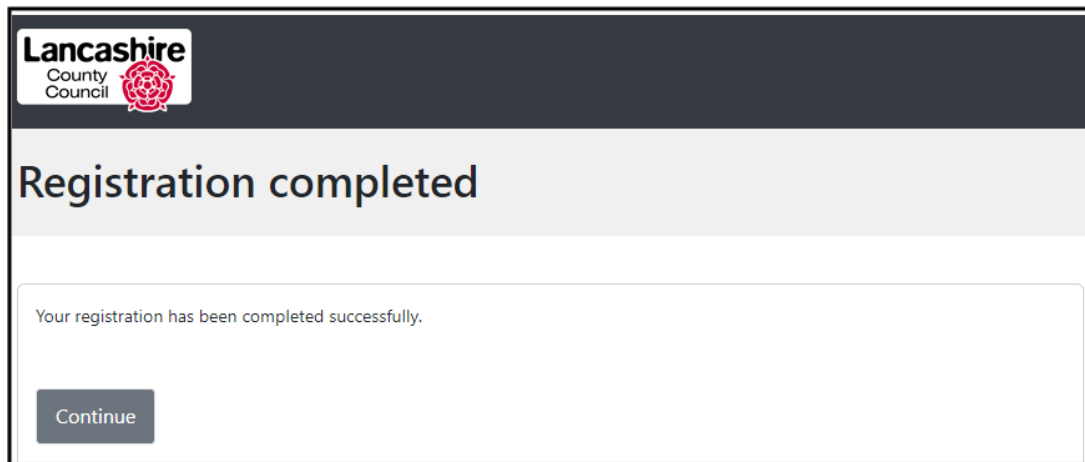 Lancashire
County
Council
Registration completed
Your registration has been completed successfully.
Continue